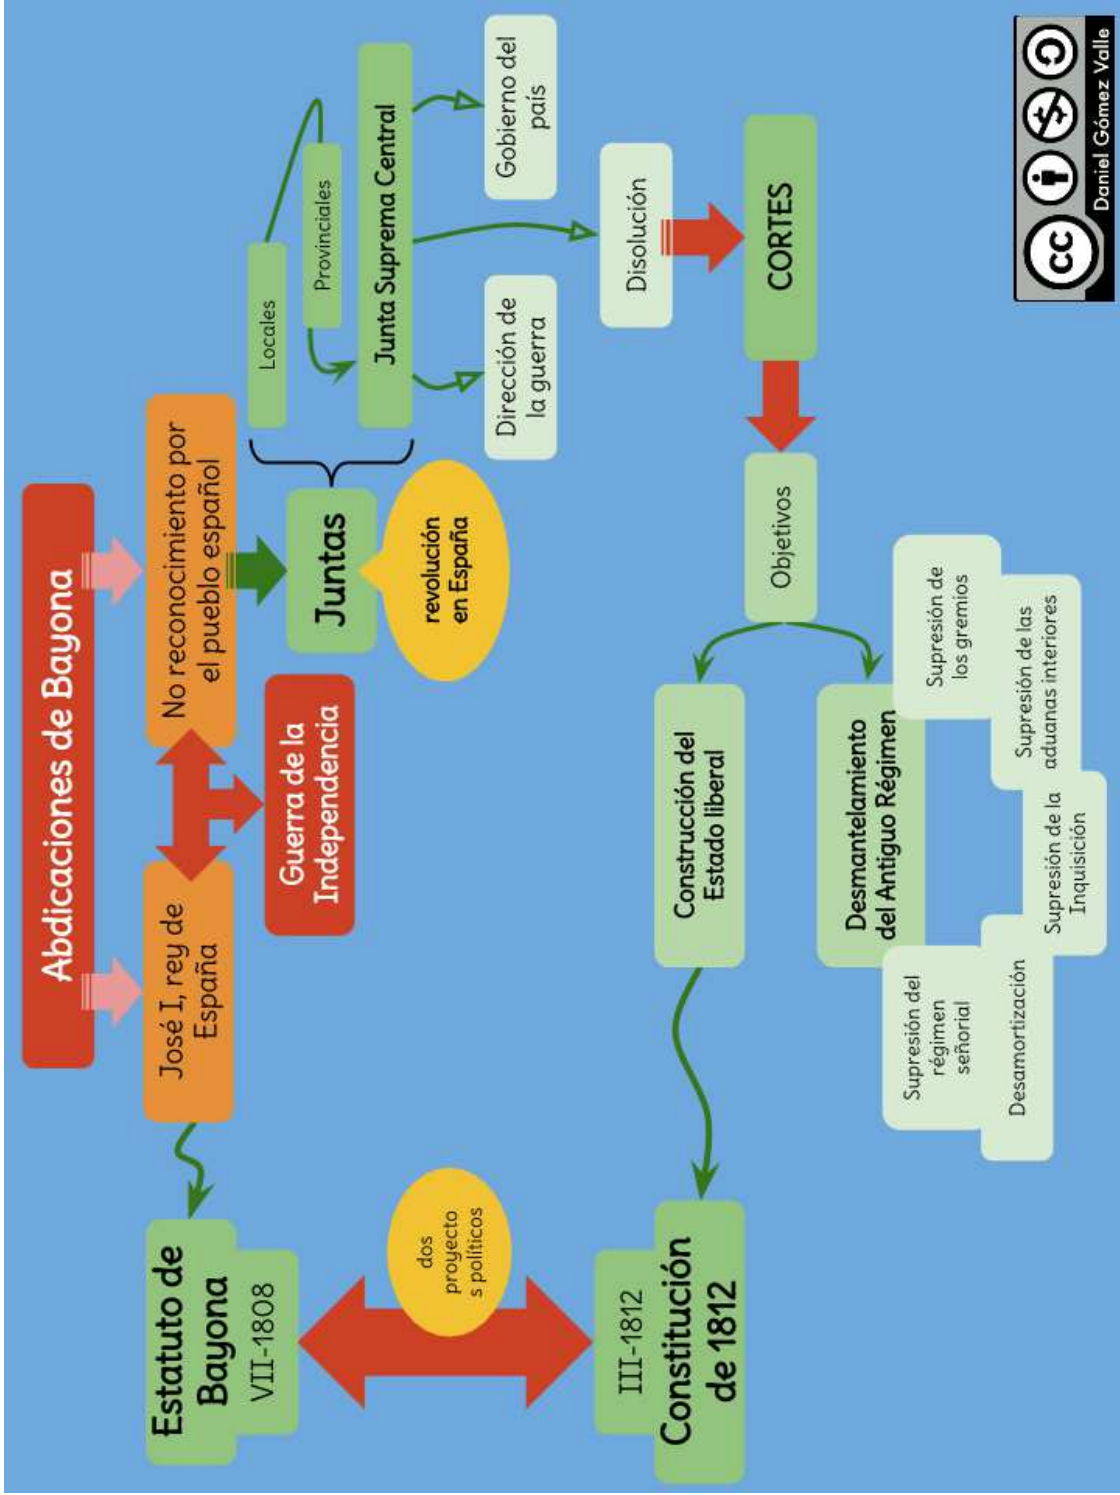 Abdicaciones de Bayona
José I, rey de
España
No reconocimiento por
el pueblo español
Guerra de la
Independencia
Estatuto de
Bayona
VII-1808
Juntas
revolución
en España
Locales
Provinciales
Junta Suprema Central
Dirección de
la guerra
Gobierno del
país
Disolución
CORTES
Objetivos
Construcción del
Estado liberal
Desmantelamiento
del Antiguo Régimen
Supresión del
régimen
señorial
Desamortización
Supresión de la
Inquisición
Supresión de las
aduanas interiores
Supresión de
los gremios
dos
proyecto
s políticos
III-1812
Constitución
de 1812
cc
Daniel Gómez Valle